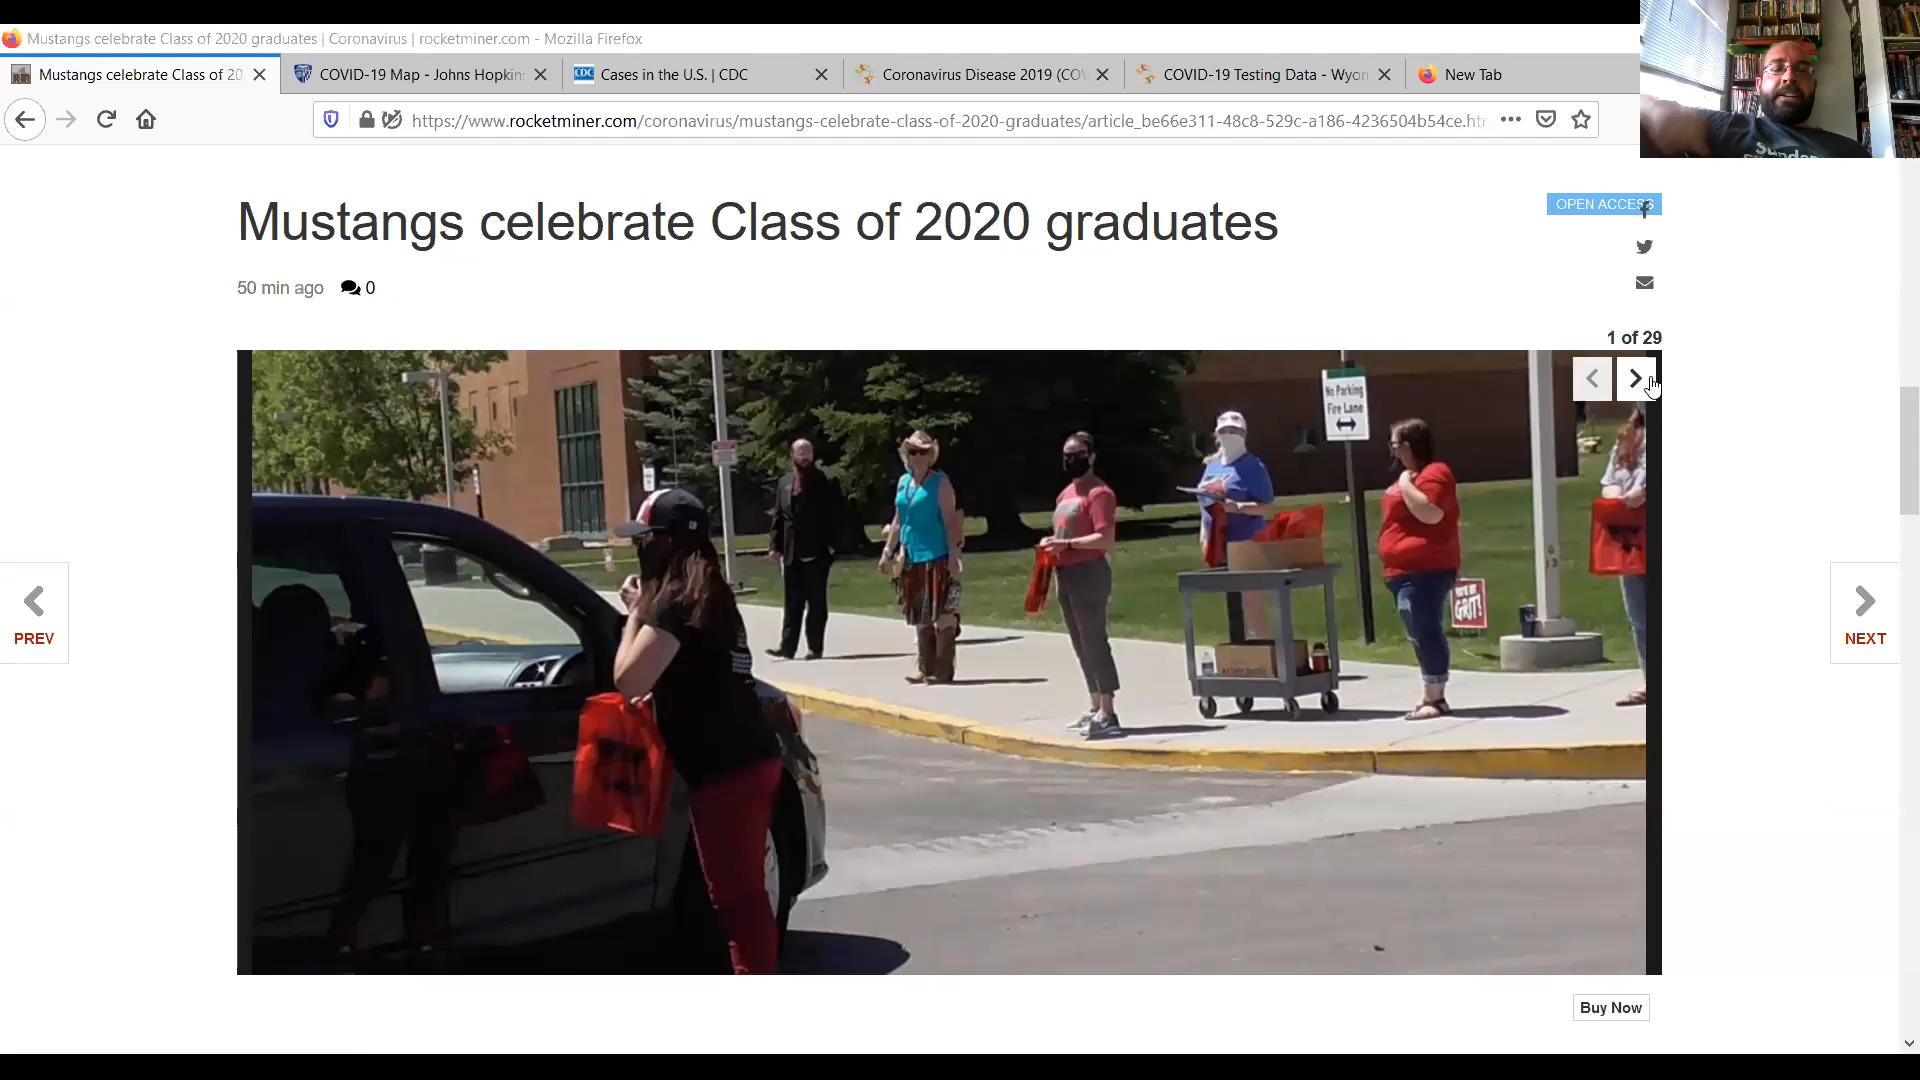 Mustangs celebrate Class of 2020 graduates | Coronavirus | rocketminer.com - Mozilla Firefox
Mustangs celebrate Class of 20
COVID-19 Map - Johns Hopkin
CDC
Cases in the U.S. | CDC
Coronavirus Disease 2019 (CO
COVID-19 Testing Data - Wyon
New Tab
https://www.rocketminer.com/coronavirus/mustangs-celebrate-class-of-2020-graduates/article_be66e311-48c8-529c-a186-4236504b54ce.ht
Mustangs celebrate Class of 2020 graduates
OPEN ACCESS
50 min ago
0
1 of 29
No Parking
Fire Lane
GRIT!
PREV
NEXT
Buy Now